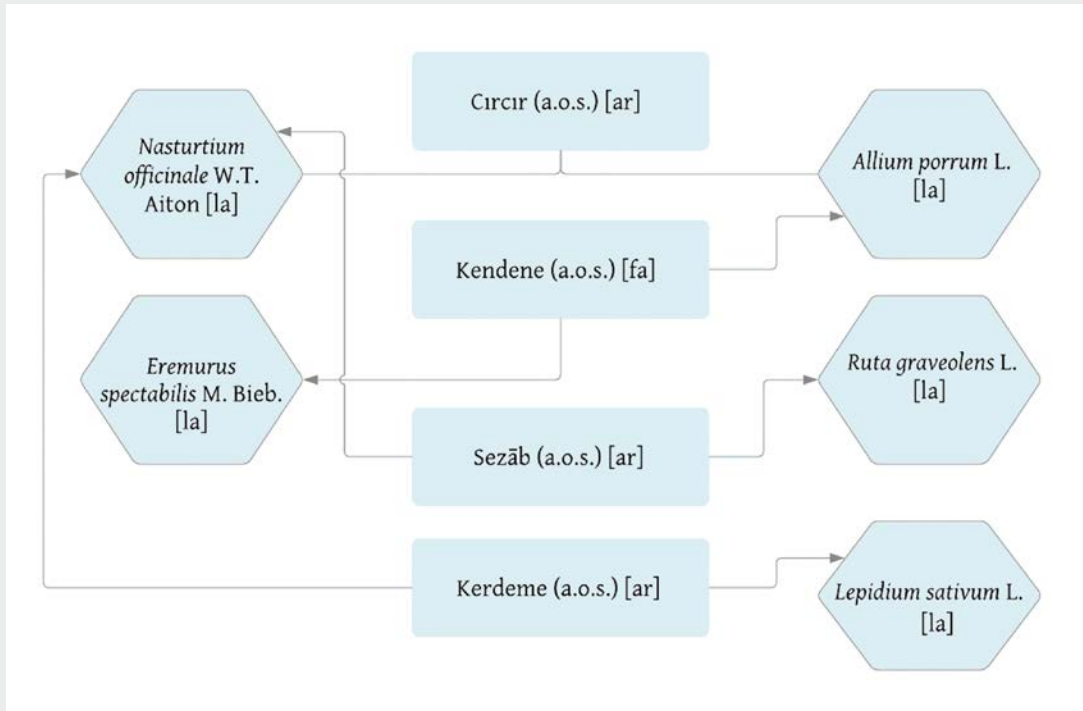 Cırcır (a.o.s.) [ar]
Nasturtium
officinale W.T.
Aiton [la]
Allium porrum L.
[la]
Kendene (a.o.s.) [fa]
Eremurus
spectabilis M. Bieb.
[la]
Ruta graveolens L.
[la]
Sezāb (a.o.s.) [ar]
Kerdeme (a.o.s.) [ar]
Lepidium sativum L.
[la]